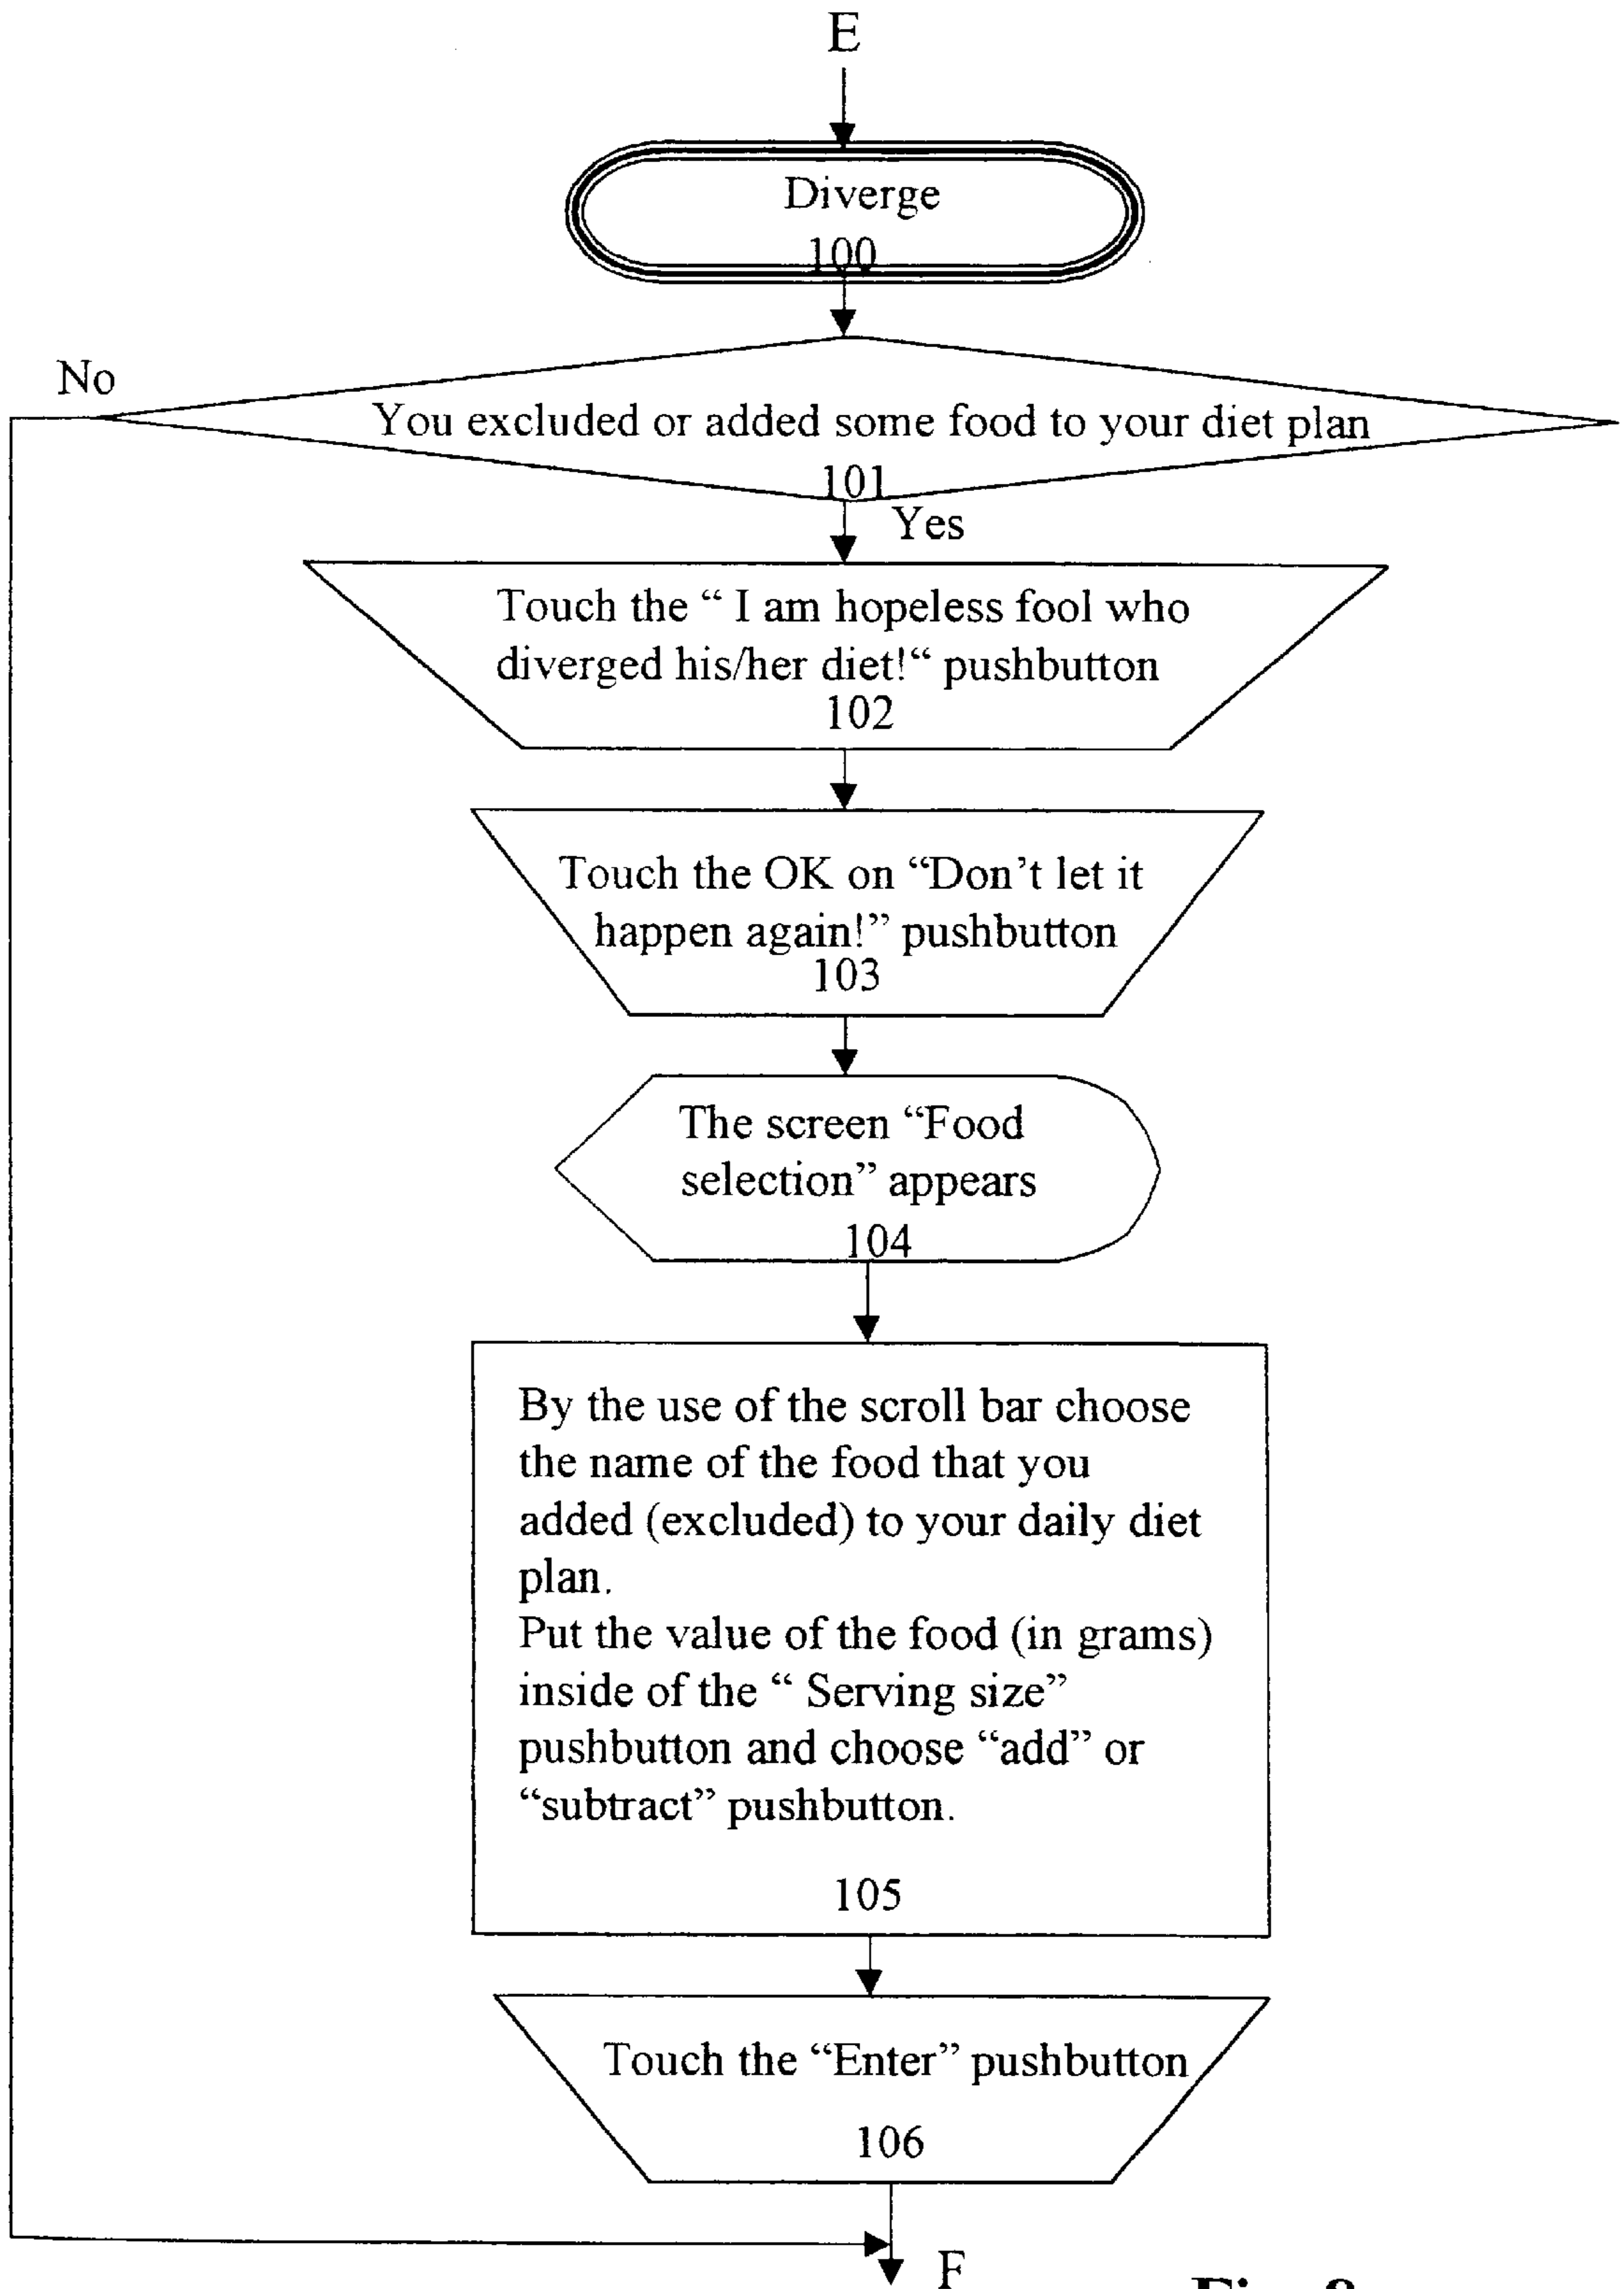 E
Diverge
100
No
You excluded or added some food to your diet plan
101
Yes
Touch the “ I am hopeless fool who
diverged his/her diet!“ pushbutton
102
Touch the OK on “Don’t let it
happen again!” pushbutton
103
The screen “Food
selection” appears
104
By the use of the scroll bar choose
the name of the food that you
added (excluded) to your daily diet
plan.
Put the value of the food (in grams)
inside of the “ Serving size”
pushbutton and choose “add” or
“subtract” pushbutton.
105
Touch the “Enter” pushbutton
106
F